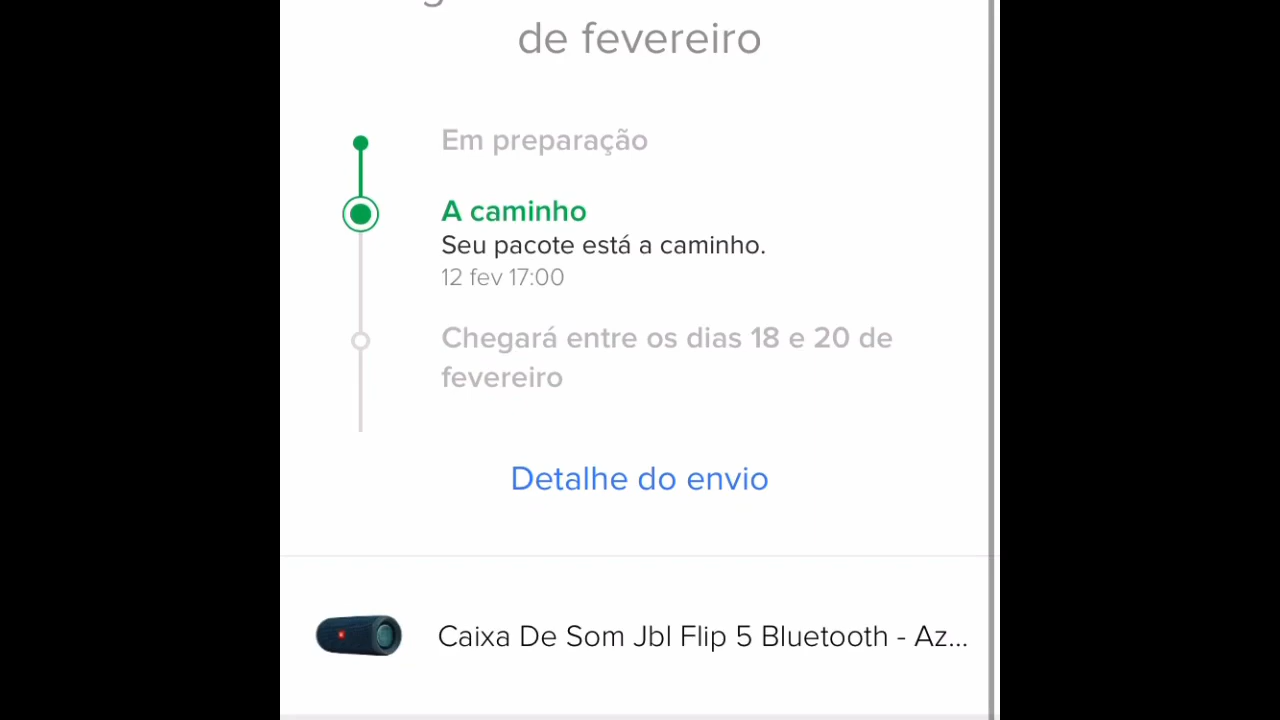 de fevereiro
Em preparação
A caminho
Seu pacote está a caminho.
12 fev 17:00
Chegará entre os dias 18 e 20 de
fevereiro
Detalhe do envio
Caixa De Som Jbl Flip 5 Bluetooth - Az...